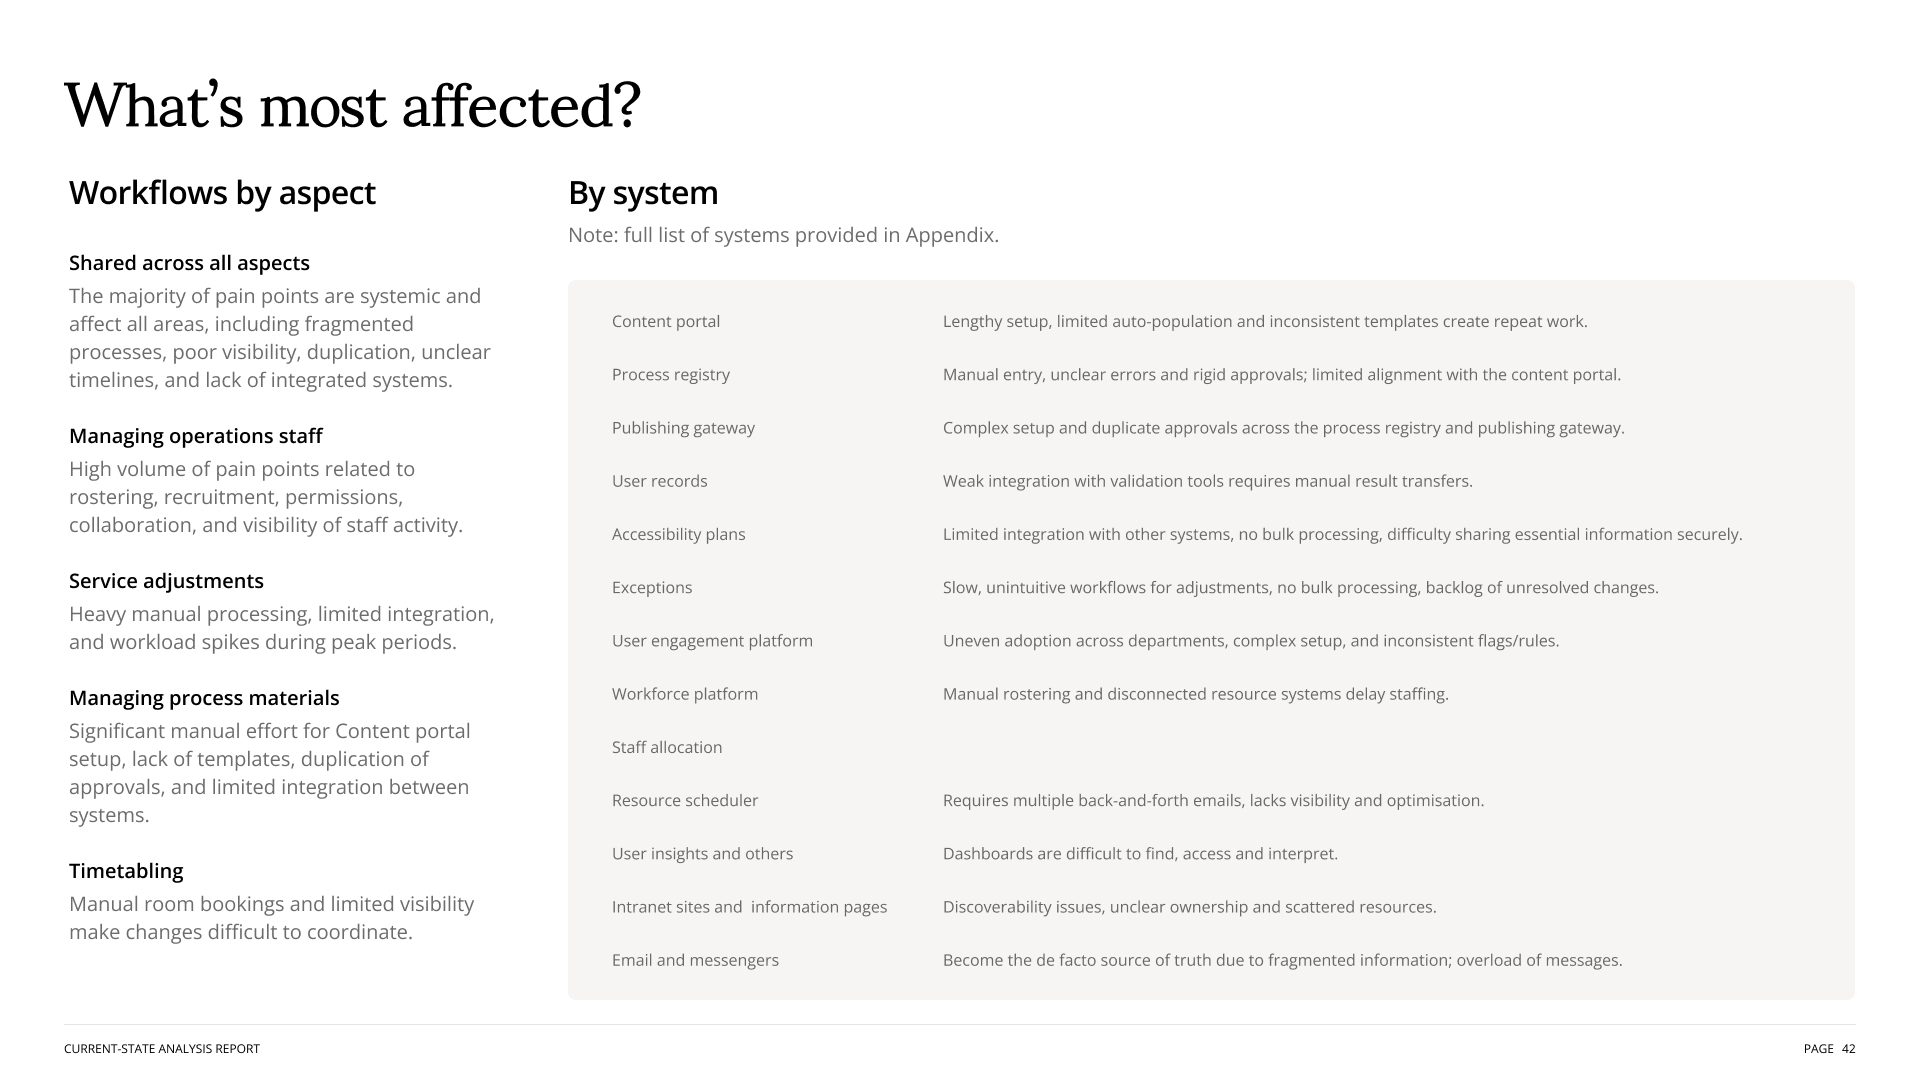 What’s most affected?
Workflows by aspect
Shared across all aspects
The majority of pain points are systemic and
affect all areas, including fragmented
processes, poor visibility, duplication, unclear
timelines, and lack of integrated systems.
Managing operations staff
High volume of pain points related to
rostering, recruitment, permissions,
collaboration, and visibility of staff activity.
Service adjustments
Heavy manual processing, limited integration,
and workload spikes during peak periods.
Managing process materials
Significant manual effort for Content portal
setup, lack of templates, duplication of
approvals, and limited integration between
systems.
Timetabling
Manual room bookings and limited visibility
make changes difficult to coordinate.
By system
Note: full list of systems provided in Appendix.
Content portal Lengthy setup, limited auto-population and inconsistent templates create repeat work.
Process registry Manual entry, unclear errors and rigid approvals; limited alignment with the content portal.
Publishing gateway Complex setup and duplicate approvals across the process registry and publishing gateway.
User records Weak integration with validation tools requires manual result transfers.
Accessibility plans Limited integration with other systems, no bulk processing, difficulty sharing essential information securely.
Exceptions Slow, unintuitive workflows for adjustments, no bulk processing, backlog of unresolved changes.
User engagement platform Uneven adoption across departments, complex setup, and inconsistent flags/rules.
Workforce platform Manual rostering and disconnected resource systems delay staffing.
Staff allocation
Resource scheduler Requires multiple back-and-forth emails, lacks visibility and optimisation.
User insights and others Dashboards are difficult to find, access and interpret.
Intranet sites and  information pages Discoverability issues, unclear ownership and scattered resources.
Email and messengers Become the de facto source of truth due to fragmented information; overload of messages.
CURRENT-STATE ANALYSIS REPORT PAGE 42